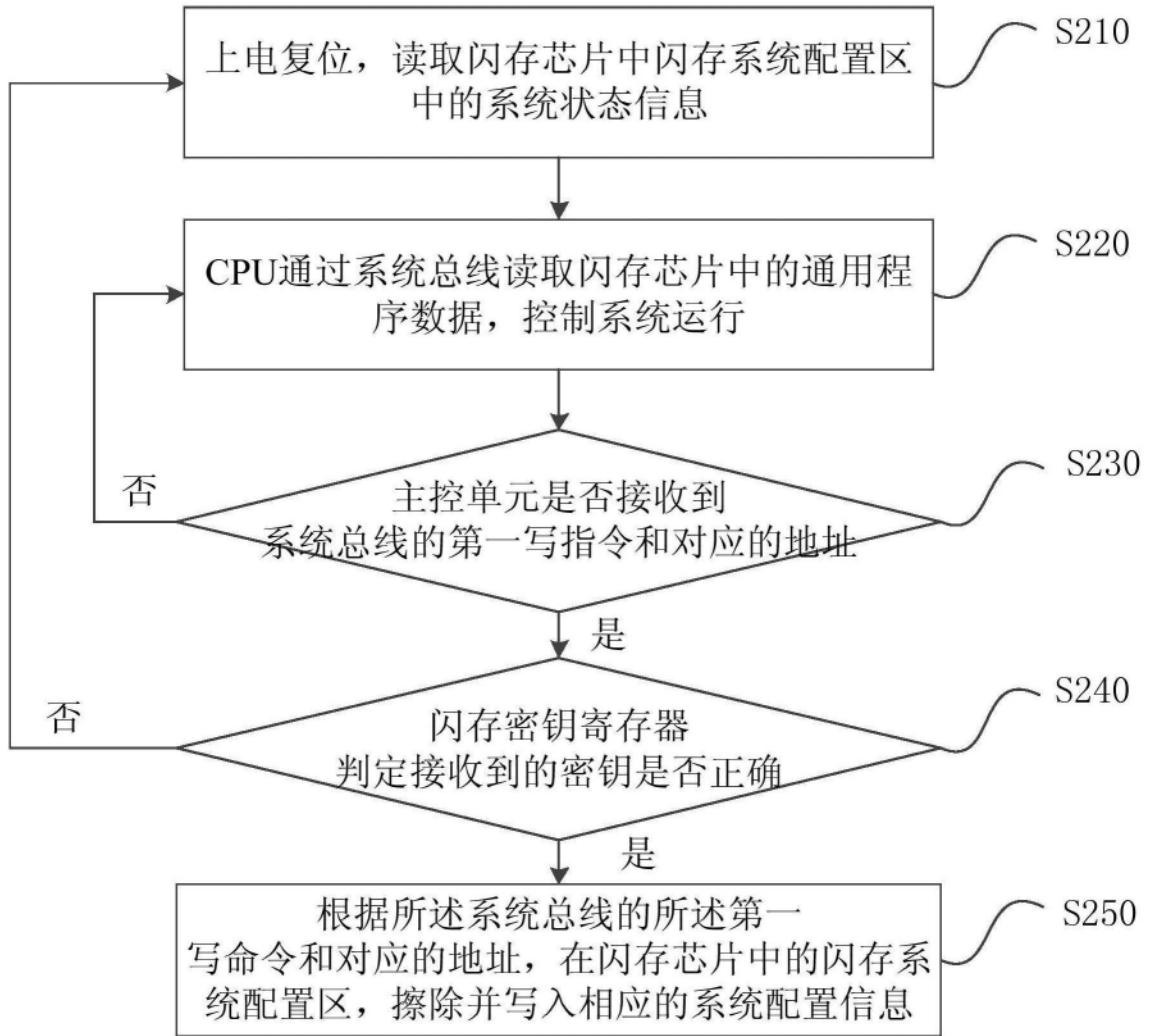 上电复位，读取闪存芯片中闪存系统配置区
中的系统状态信息
S210
CPU通过系统总线读取闪存芯片中的通用程
序数据，控制系统运行
S220
主控单元是否接收到
系统总线的第一写指令和对应的地址
S230
否
是
闪存密钥寄存器
判定接收到的密钥是否正确
S240
否
是
根据所述系统总线的所述第一
写命令和对应的地址，在闪存芯片中的闪存系
统配置区，擦除并写入相应的系统配置信息
S250